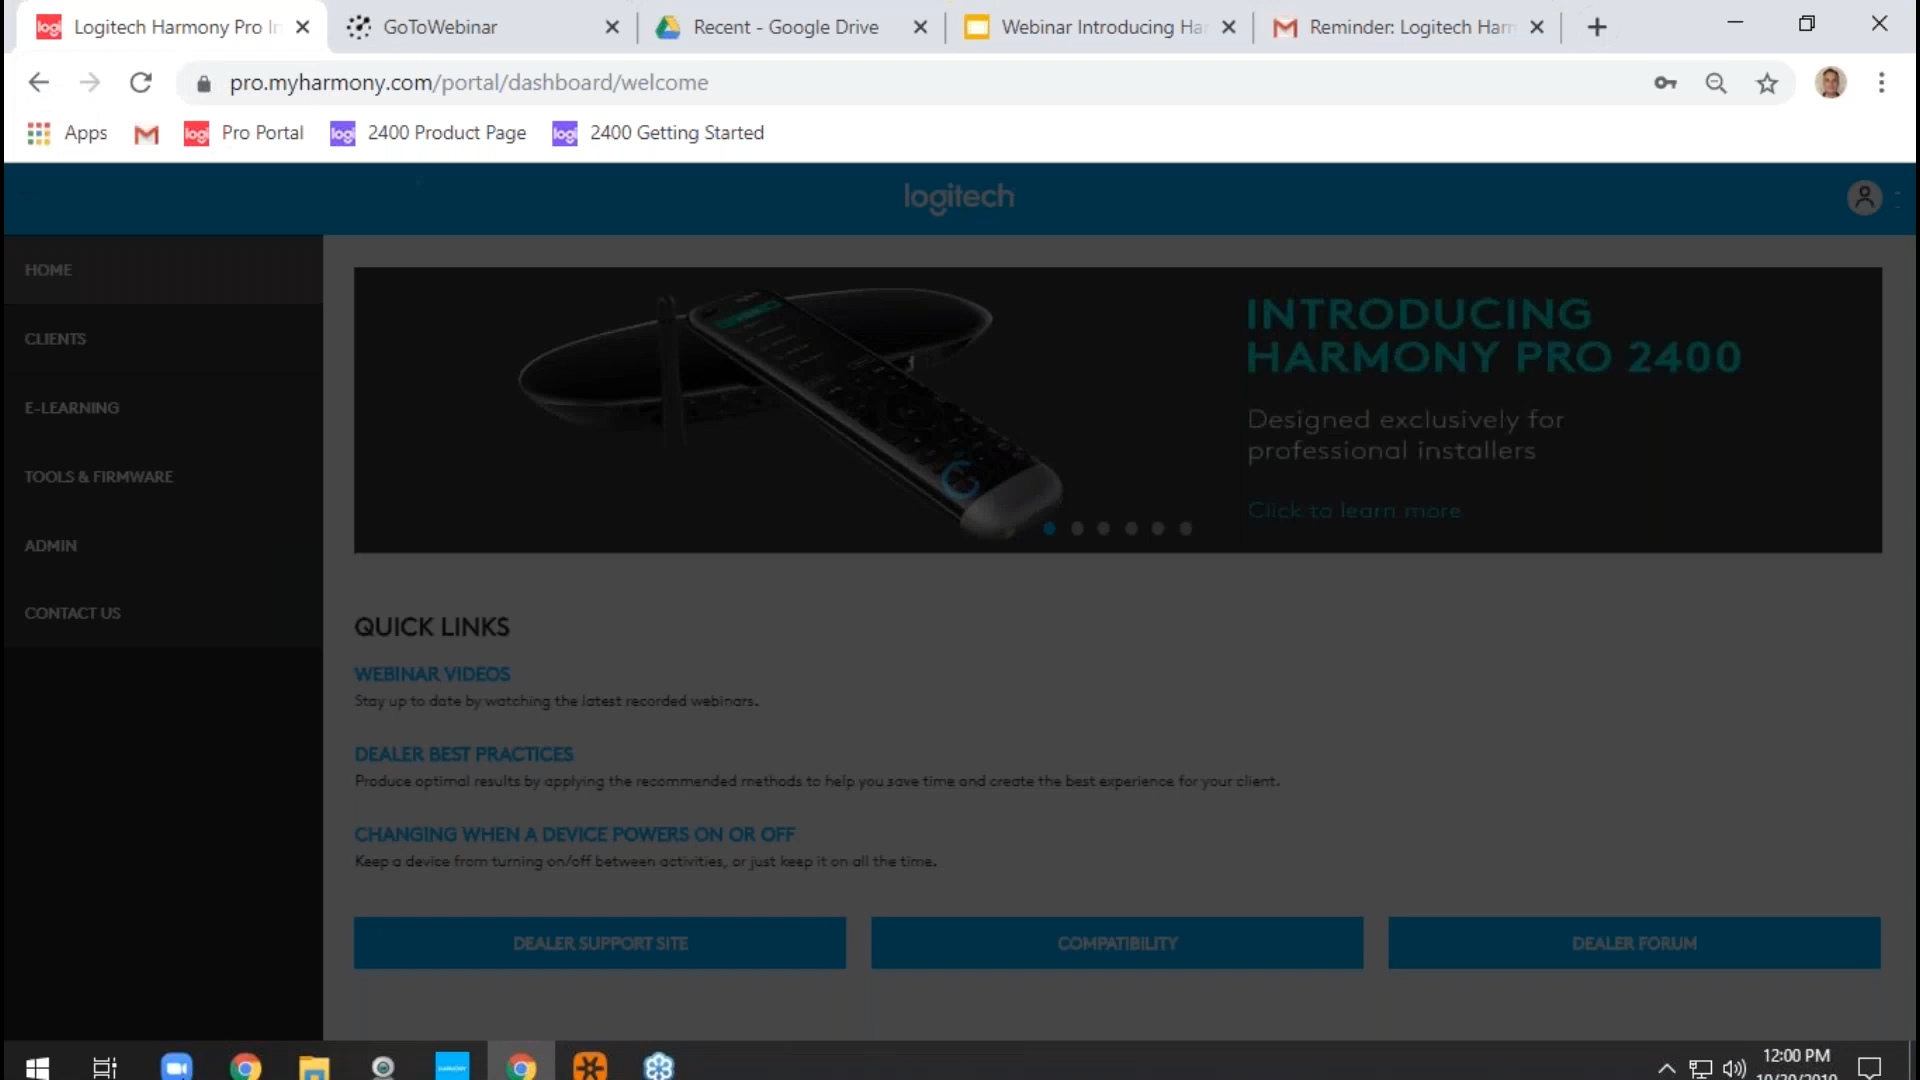 Logitech Harmony Pro In
GoToWebinar
Recent - Google Drive
Webinar Introducing Har
Reminder: Logitech Harm
pro.myharmony.com/portal/dashboard/welcome
Apps
logi Pro Portal
logi 2400 Product Page
logi 2400 Getting Started
logitech
HOME
CLIENTS
E-LEARNING
TOOLS & FIRMWARE
ADMIN
CONTACT US
INTRODUCING
HARMONY PRO 2400
Designed exclusively for
professional installers
Click to learn more
QUICK LINKS
WEBINAR VIDEOS
Stay up to date by watching the latest recorded webinars.
DEALER BEST PRACTICES
Produce optimal results by applying the recommended methods to help you save time and create the best experience for your client.
CHANGING WHEN A DEVICE POWERS ON OR OFF
Keep a device from turning on/off between activities, or just keep it on all the time.
DEALER SUPPORT SITE
COMPATIBILITY
DEALER FORUM
12:00 PM